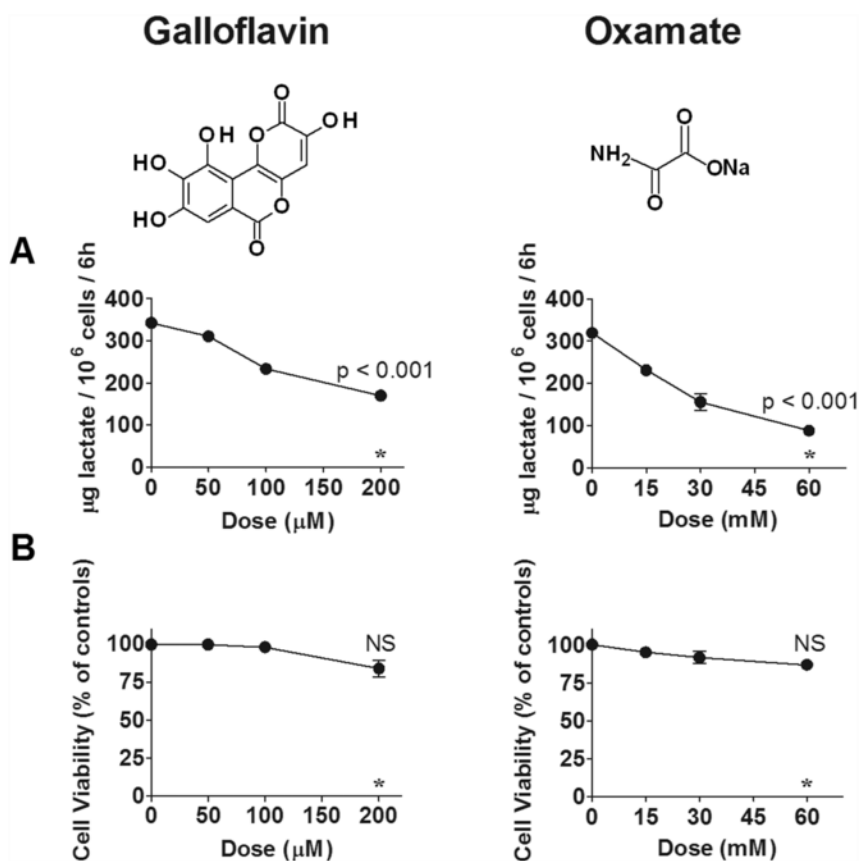 Galloflavin
Oxamate
O
O H
O
O
H
HO
HO
HO
O
O
O
NH2
ONa
O
A
µg lactate / 10^6 cells / 6h
400
300
200
100
0
p < 0.001
*
0 50 100 150 200
Dose (µM)
µg lactate / 10^6 cells / 6h
400
300
200
100
0
p < 0.001
*
0 15 30 45 60
Dose (mM)
B
Cell Viability (% of controls)
100
75
50
25
0
NS
*
0 50 100 150 200
Dose (µM)
Cell Viability (% of controls)
100
75
50
25
0
NS
*
0 15 30 45 60
Dose (mM)